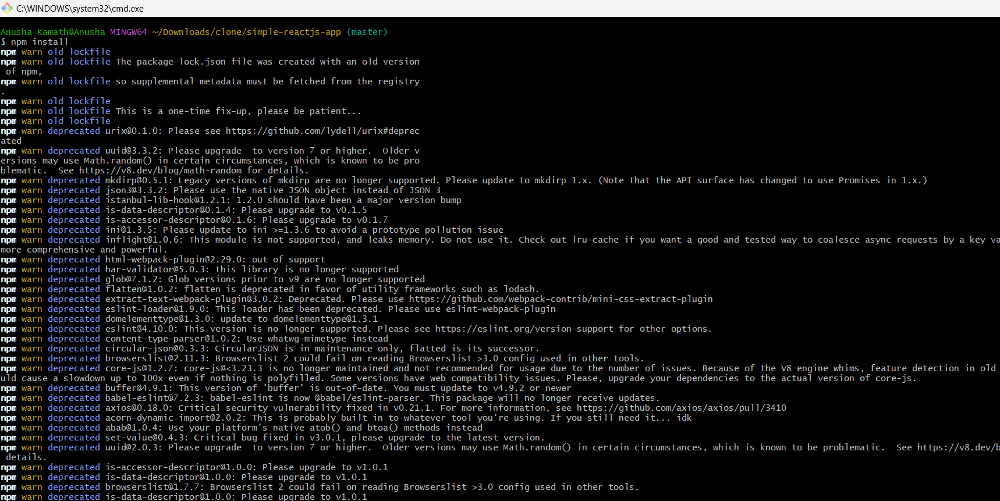 C:\WINDOWS\system32\cmd.exe
Anusha Kamath@Anusha MINGW64 ~/Downloads/clone/simple-reactjs-app (master)
$ npm install
npm warn old lockfile
npm warn old lockfile The package-lock.json file was created with an old version
 of npm,
npm warn old lockfile so supplemental metadata must be fetched from the registry
.
npm warn old lockfile
npm warn old lockfile This is a one-time fix-up, please be patient...
npm warn old lockfile
npm warn deprecated urix@0.1.0: Please see https://github.com/lydell/urix#deprec
ated
npm warn deprecated uuid@3.3.2: Please upgrade  to version 7 or higher.  Older v
ersions may use Math.random() in certain circumstances, which is known to be pro
blematic.  See https://v8.dev/blog/math-random for details.
npm warn deprecated mkdirp@0.5.1: Legacy versions of mkdirp are no longer supported. Please update to mkdirp 1.x. (Note that the API surface has changed to use Promises in 1.x.)
npm warn deprecated json3@3.3.2: Please use the native JSON object instead of JSON 3
npm warn deprecated istanbul-lib-hook@1.2.1: 1.2.0 should have been a major version bump
npm warn deprecated is-data-descriptor@0.1.4: Please upgrade to v0.1.5
npm warn deprecated is-accessor-descriptor@0.1.6: Please upgrade to v0.1.7
npm warn deprecated ini@1.3.5: Please update to ini >=1.3.6 to avoid a prototype pollution issue
npm warn deprecated inflight@1.0.6: This module is not supported, and leaks memory. Do not use it. Check out lru-cache if you want a good and tested way to coalesce async requests by a key va
more comprehensive and powerful.
npm warn deprecated html-webpack-plugin@2.29.0: out of support
npm warn deprecated har-validator@5.0.3: this library is no longer supported
npm warn deprecated glob@7.1.2: Glob versions prior to v9 are no longer supported
npm warn deprecated flatten@1.0.2: flatten is deprecated in favor of utility frameworks such as lodash.
npm warn deprecated extract-text-webpack-plugin@3.0.2: Deprecated. Please use https://github.com/webpack-contrib/mini-css-extract-plugin
npm warn deprecated eslint-loader@1.9.0: This loader has been deprecated. Please use eslint-webpack-plugin
npm warn deprecated domelementtype@1.3.0: update to domelementtype@1.3.1
npm warn deprecated eslint@4.10.0: This version is no longer supported. Please see https://eslint.org/version-support for other options.
npm warn deprecated content-type-parser@1.0.2: Use whatwg-mimetype instead
npm warn deprecated circular-json@0.3.3: CircularJSON is in maintenance only, flatted is its successor.
npm warn deprecated browserslist@2.11.3: Browserslist 2 could fail on reading Browserslist >3.0 config used in other tools.
npm warn deprecated core-js@1.2.7: core-js@<3.23.3 is no longer maintained and not recommended for usage due to the number of issues. Because of the V8 engine whims, feature detection in old
uld cause a slowdown up to 100x even if nothing is polyfilled. Some versions have web compatibility issues. Please, upgrade your dependencies to the actual version of core-js.
npm warn deprecated buffer@4.9.1: This version of 'buffer' is out-of-date. You must update to v4.9.2 or newer
npm warn deprecated babel-eslint@7.2.3: babel-eslint is now @babel/eslint-parser. This package will no longer receive updates.
npm warn deprecated axios@0.18.0: Critical security vulnerability fixed in v0.21.1. For more information, see https://github.com/axios/axios/pull/3410
npm warn deprecated acorn-dynamic-import@2.0.2: This is probably built in to whatever tool you're using. If you still need it... idk
npm warn deprecated abab@1.0.4: Use your platform's native atob() and btoa() methods instead
npm warn deprecated set-value@0.4.3: Critical bug fixed in v3.0.1, please upgrade to the latest version.
npm warn deprecated uuid@2.0.3: Please upgrade  to version 7 or higher.  Older versions may use Math.random() in certain circumstances, which is known to be problematic.  See https://v8.dev/b
 details.
npm warn deprecated is-accessor-descriptor@1.0.0: Please upgrade to v1.0.1
npm warn deprecated is-data-descriptor@1.0.0: Please upgrade to v1.0.1
npm warn deprecated browserslist@1.7.7: Browserslist 2 could fail on reading Browserslist >3.0 config used in other tools.
npm warn deprecated is-data-descriptor@1.0.0: Please upgrade to v1.0.1